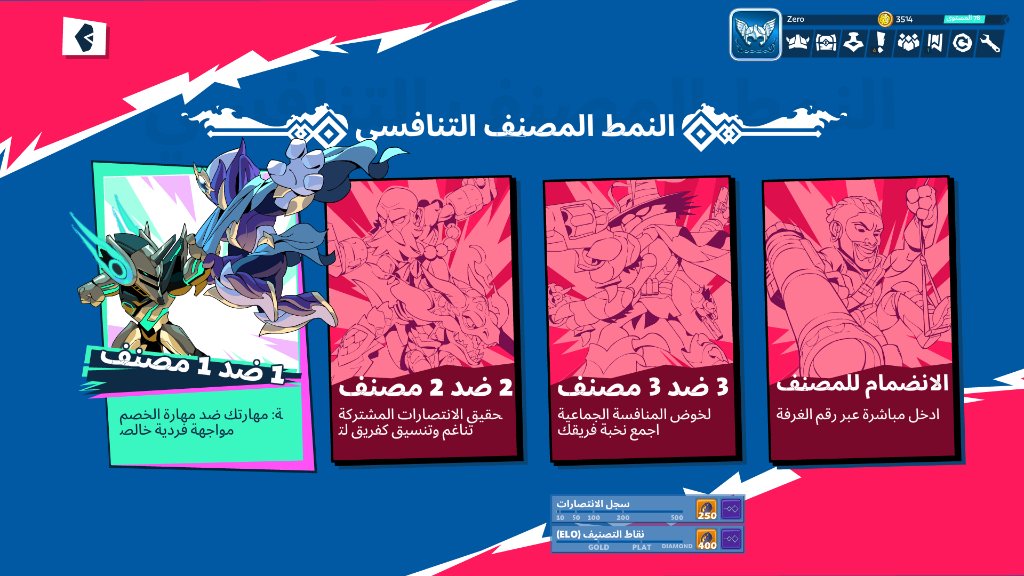 Zero
3514
النمط المصنف التنافسي
1 ضد 1 مصنف
ة: مهارتك ضد مهارة الخصم
مواجهة فردية خالص
2 ضد 2 مصنف
حقيق الانتصارات المشتركة
تناغم وتنسيق كفريق لت
3 ضد 3 مصنف
لخوض المنافسة الجماعية
اجمع نخبة فريقك
الانضمام للمصنف
ادخل مباشرة عبر رقم الغرفة
سجل الانتصارات
10 50 100 200 500
250
نقاط التصنيف (ELO)
GOLD PLAT DIAMOND
400